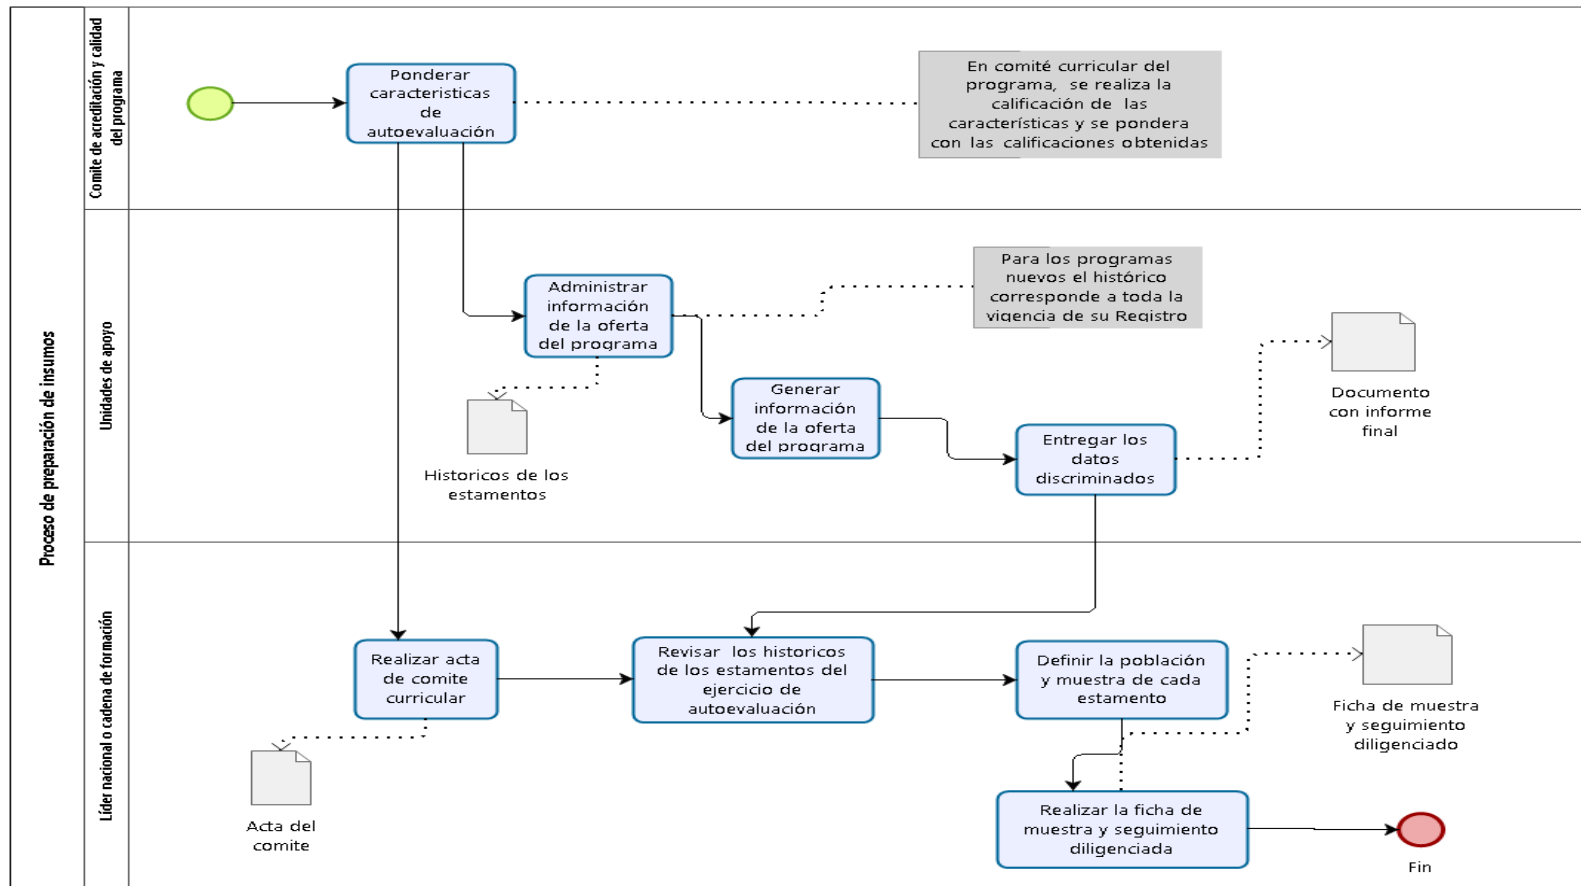 Proceso de preparación de insumos
Comite de acreditación y calidad
del programa
Ponderar
caracteristicas
de
autoevaluación
En comité curricular del
programa, se realiza la
calificación de las
características y se pondera
con las calificaciones obtenidas
Unidades de apoyo
Administrar
información
de la oferta
del programa
Para los programas
nuevos el histórico
corresponde a toda la
vigencia de su Registro
Historicos de los
estamentos
Generar
información
de la oferta
del programa
Entregar los
datos
discriminados
Documento
con informe
final
Líder nacional o cadena de formación
Realizar acta
de comite
curricular
Acta del
comite
Revisar los historicos
de los estamentos del
ejercicio de
autoevaluación
Definir la población
y muestra de cada
estamento
Ficha de muestra
y seguimiento
diligenciado
Realizar la ficha de
muestra y seguimiento
diligenciada
Fin